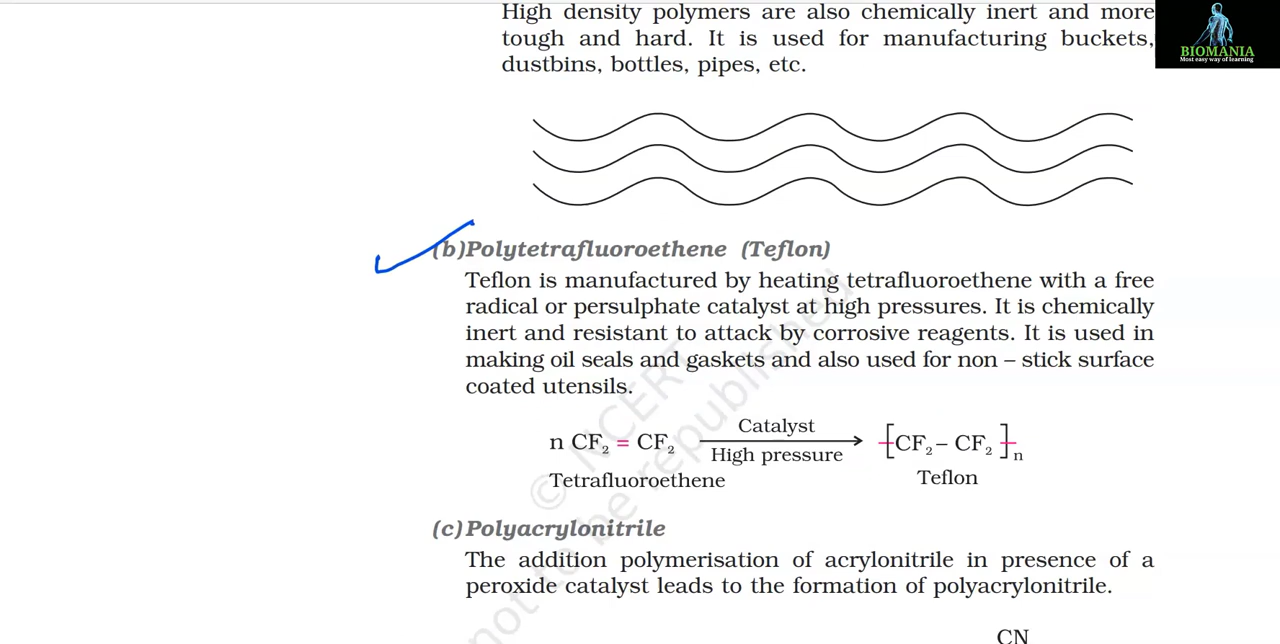 High density polymers are also chemically inert and more
tough and hard. It is used for manufacturing buckets,
dustbins, bottles, pipes, etc.
BIOMANIA
Most easy way of learning
(b)Polytetrafluoroethene (Teflon)
Teflon is manufactured by heating tetrafluoroethene with a free
radical or persulphate catalyst at high pressures. It is chemically
inert and resistant to attack by corrosive reagents. It is used in
making oil seals and gaskets and also used for non – stick surface
coated utensils.
n CF₂ = CF₂ Catalyst High pressure → [CF₂ – CF₂]n
Tetrafluoroethene Teflon
(c)Polyacrylonitrile
The addition polymerisation of acrylonitrile in presence of a
peroxide catalyst leads to the formation of polyacrylonitrile.
CN
© NCERT
not to be republished